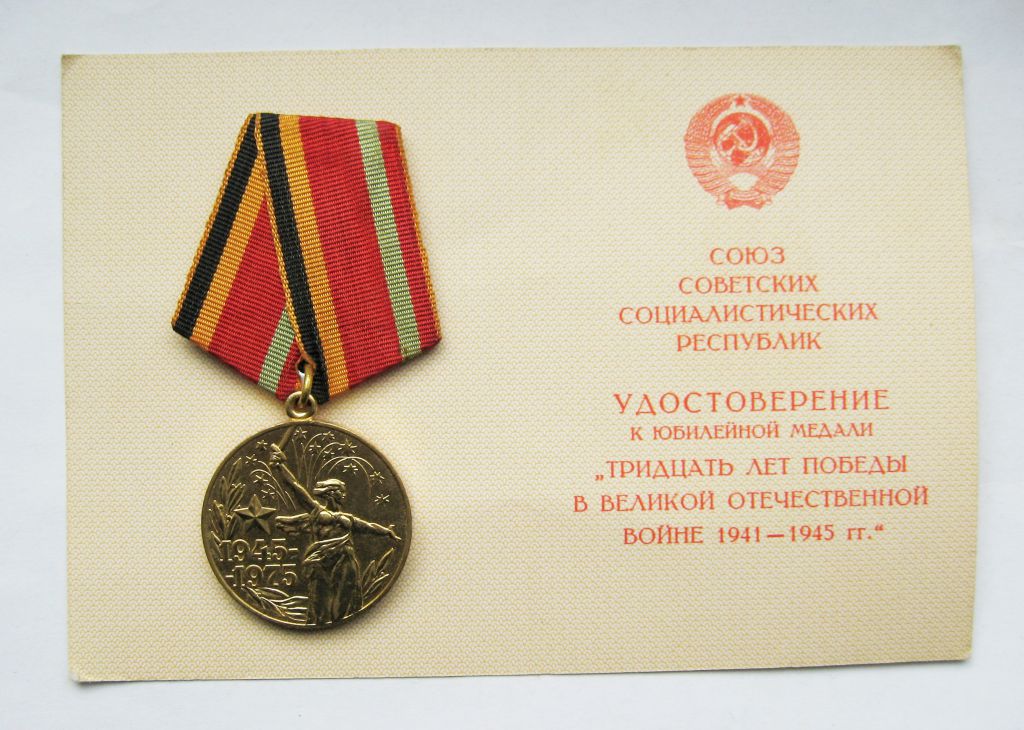 1945-
-1975
СОЮЗ
СОВЕТСКИХ
СОЦИАЛИСТИЧЕСКИХ
РЕСПУБЛИК
УДОСТОВЕРЕНИЕ
К ЮБИЛЕЙНОЙ МЕДАЛИ
„ТРИДЦАТЬ ЛЕТ ПОБЕДЫ
В ВЕЛИКОЙ ОТЕЧЕСТВЕННОЙ
ВОЙНЕ 1941—1945 гг.“